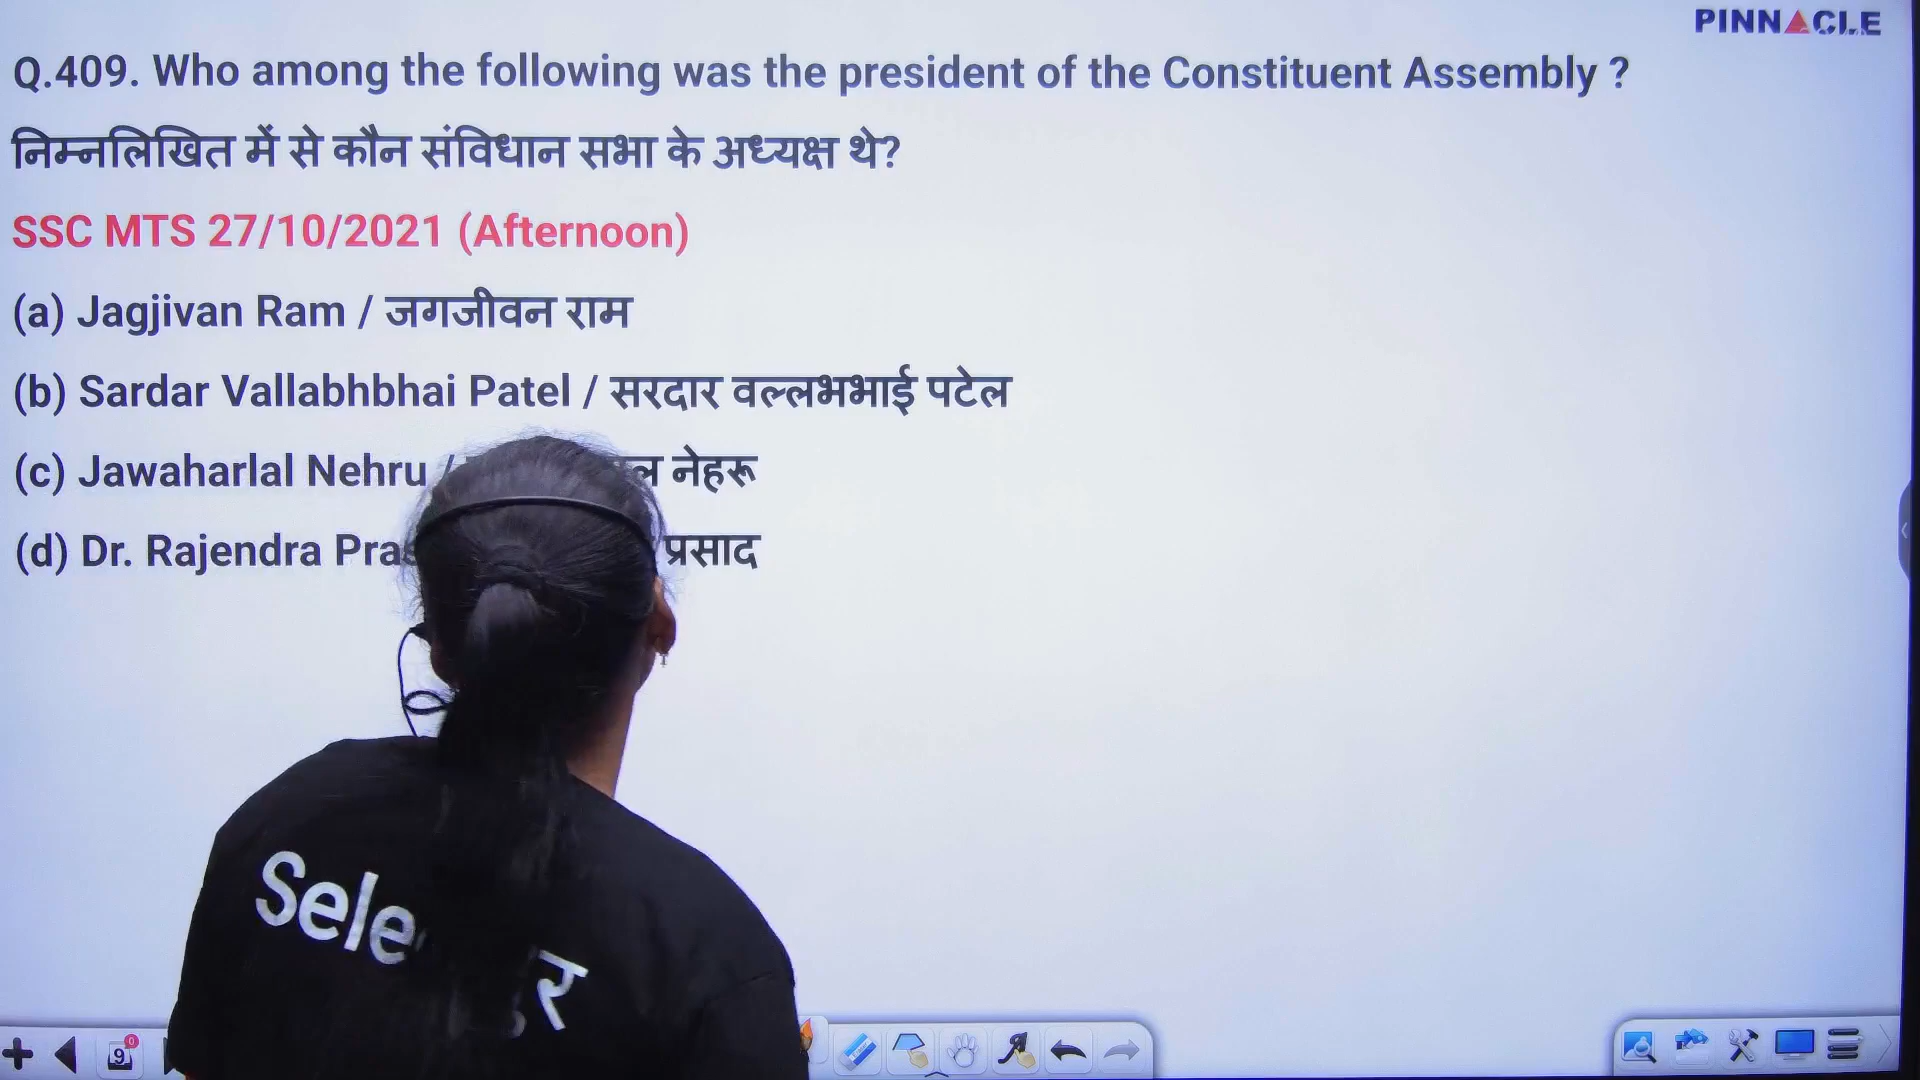 PINNACLE
Q.409. Who among the following was the president of the Constituent Assembly ?
निम्नलिखित में से कौन संविधान सभा के अध्यक्ष थे?
SSC MTS 27/10/2021 (Afternoon)
(a) Jagjivan Ram / जगजीवन राम
(b) Sardar Vallabhbhai Patel / सरदार वल्लभभाई पटेल
(c) Jawaharlal Nehru / नेहरू
(d) Dr. Rajendra प्रसाद
9
0